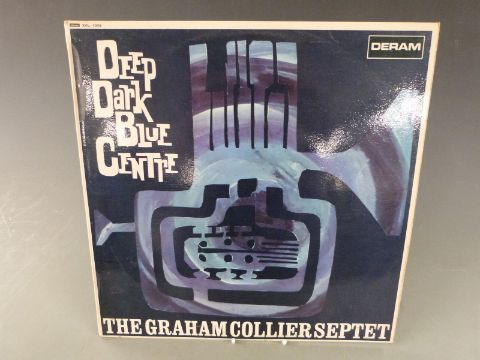 DERAM
DEEP
DARK
BLUE
CENTRE
THE GRAHAM COLLIER SEPTET